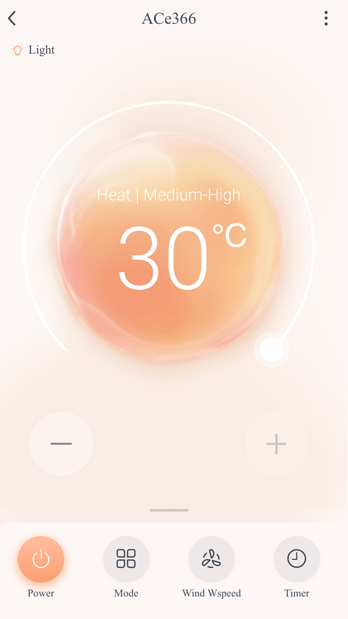 ACe366
Light
Heat | Medium-High
30°C
Power
Mode
Wind Wspeed
Timer